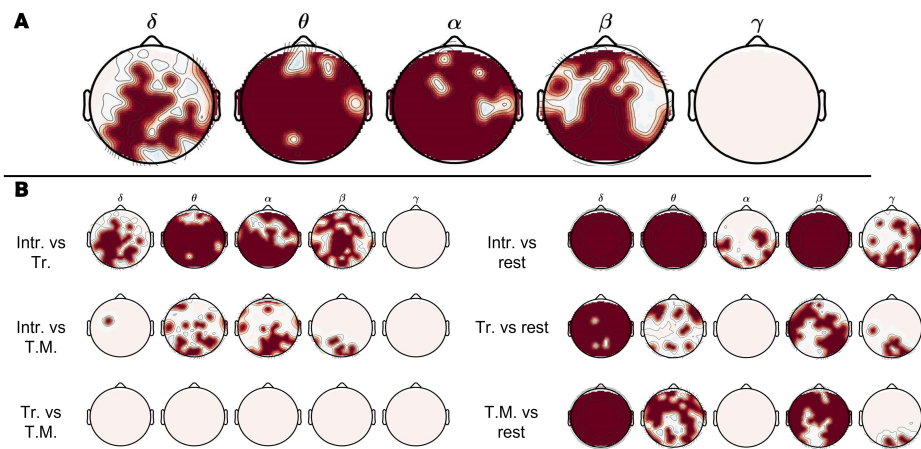 A
δ θ α β γ
B
δ θ α β γ
δ θ α β γ
Intr. vs
Tr.
Intr. vs
rest
Intr. vs
T.M.
Tr. vs rest
Tr. vs
T.M.
T.M. vs
rest